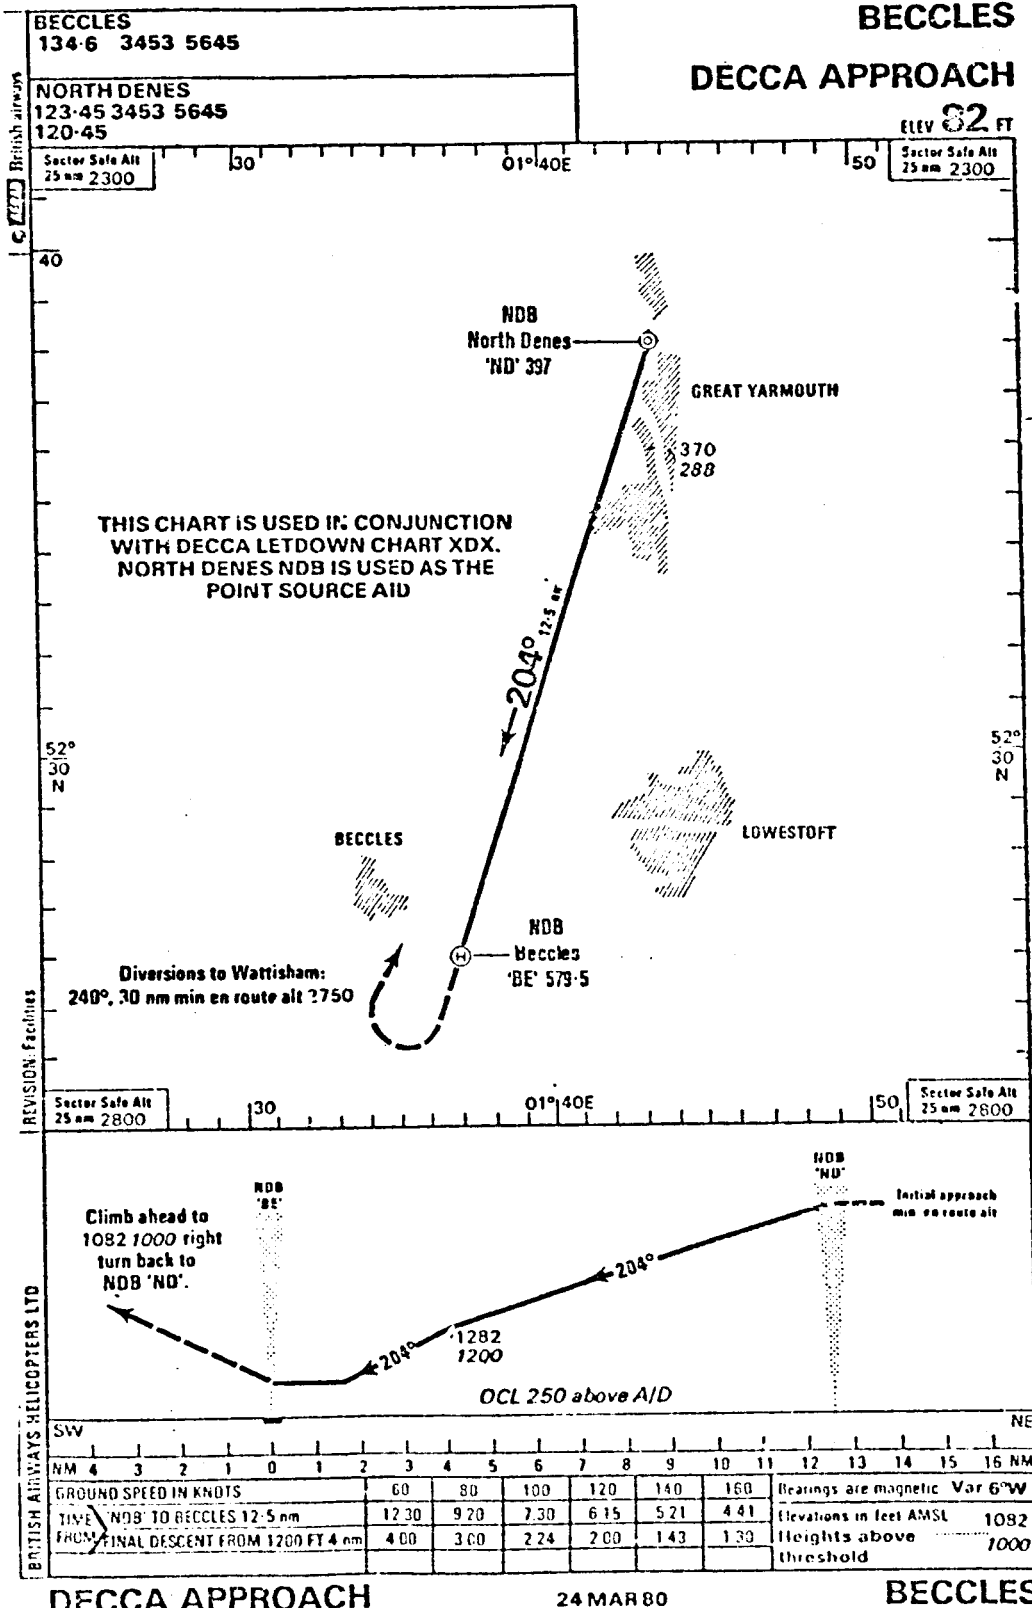 BECCLES
134·6 3453 5645
NORTH DENES
123·45 3453 5645
120·45
BECCLES
DECCA APPROACH
ELEV 82 FT
British airways
Sector Safe Alt
25 nm 2300
30
01°40E
50
Sector Safe Alt
25 nm 2300
40
NDB
North Denes
'ND' 397
GREAT YARMOUTH
370
288
THIS CHART IS USED IN CONJUNCTION
WITH DECCA LETDOWN CHART XDX.
NORTH DENES NDB IS USED AS THE
POINT SOURCE AID
204°
12·5 nm
52°
30
N
52°
30
N
BECCLES
LOWESTOFT
NDB
Beccles
'BE' 579·5
Diversions to Wattisham:
240°, 30 nm min en route alt 2750
REVISION: Facilities
Sector Safe Alt
25 nm 2800
30
01°40E
50
Sector Safe Alt
25 nm 2800
NDB
'BE'
NDB
'ND'
Initial approach
min en route alt
Climb ahead to
1082 1000 right
turn back to
NDB 'ND'.
204°
204°
1282
1200
OCL 250 above A/D
SW
NE
NM 4 3 2 1 0 1 2 3 4 5 6 7 8 9 10 11 12 13 14 15 16 NM
GROUND SPEED IN KNOTS 60 80 100 120 140 160
TIME FROM
'ND' TO BECCLES 12·5 nm 12 30 9 20 7 30 6 15 5 21 4 41
FINAL DESCENT FROM 1200 FT 4 nm 4 00 3 00 2 24 2 00 1 43 1 30
Bearings are magnetic Var 6°W
Elevations in feet AMSL 1082
Heights above 1000
threshold
BRITISH AIRWAYS HELICOPTERS LTD
DECCA APPROACH
24 MAR 80
BECCLES